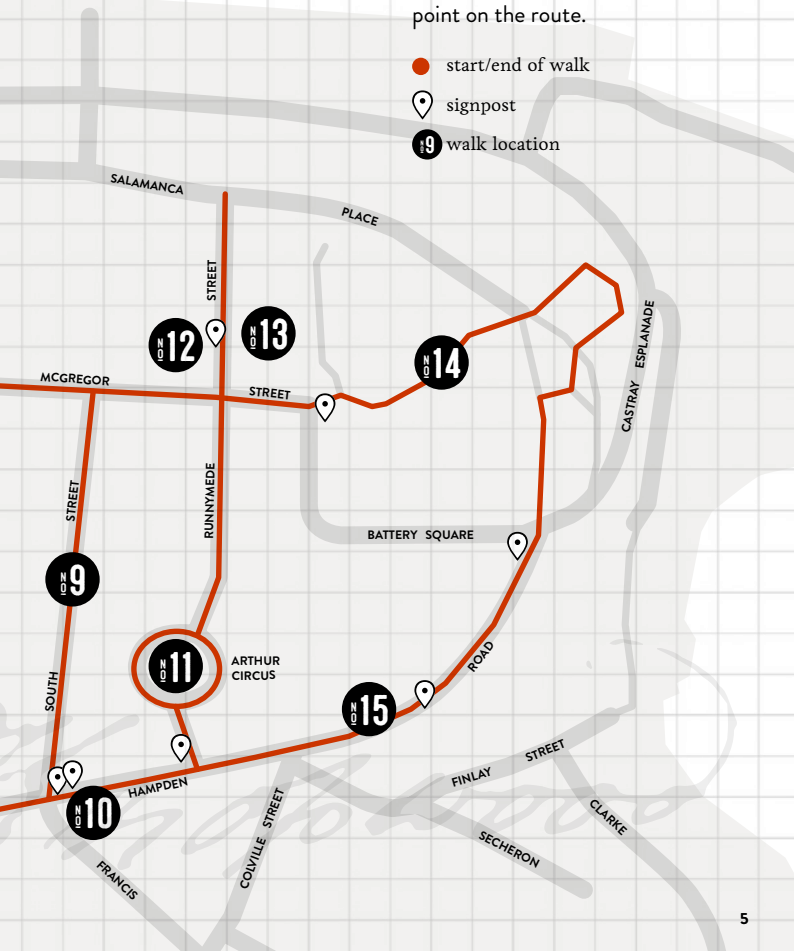 point on the route.
start/end of walk
signpost
NO 9 walk location
SALAMANCA
PLACE
STREET
NO 12
NO 13
NO 14
MCGREGOR
STREET
CASTRAY ESPLANADE
STREET
RUNNYMEDE
BATTERY SQUARE
NO 9
NO 11
ARTHUR
CIRCUS
ROAD
SOUTH
NO 15
HAMPDEN
NO 10
FINLAY STREET
COLVILLE STREET
CLARKE
SECHERON
FRANCIS
5